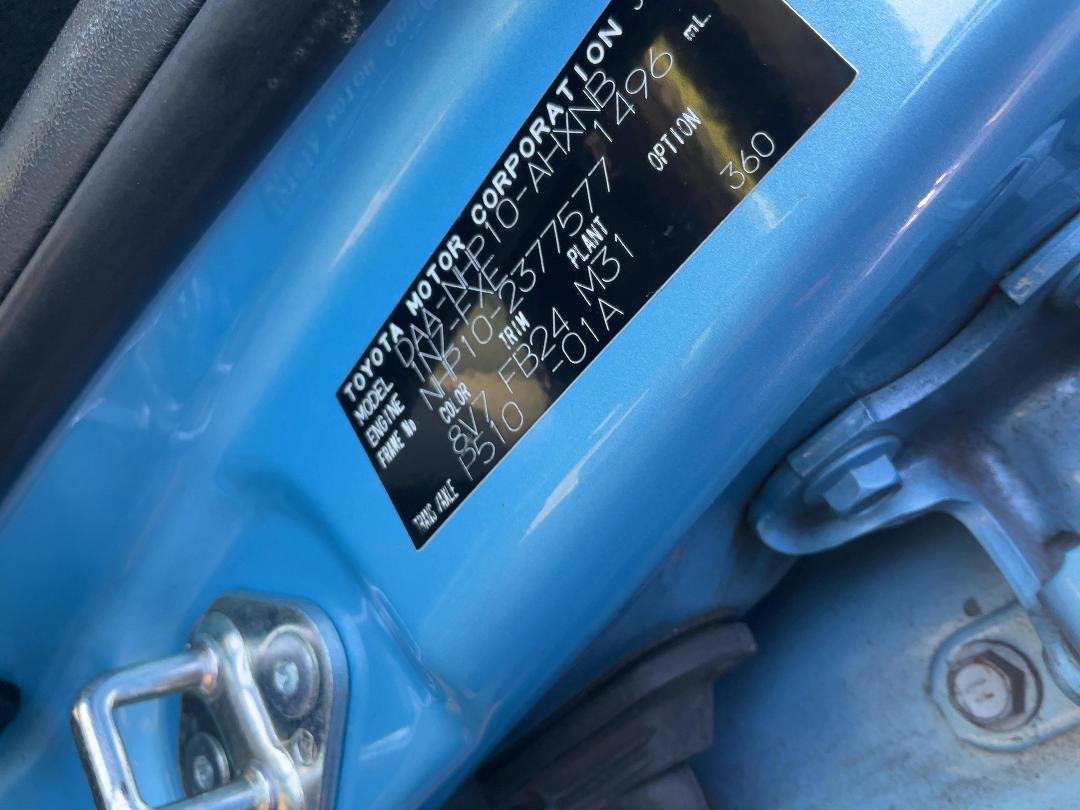 TOYOTA MOTOR CORPORATION
MODEL DAA-NHP10-AHXNB
ENGINE 1NZ-FXE 1496 mL
FRAME No NHP10-2377577
COLOR TRIM PLANT OPTION
8V7 FB24 M31 360
TRANS/AXLE P510 -01A